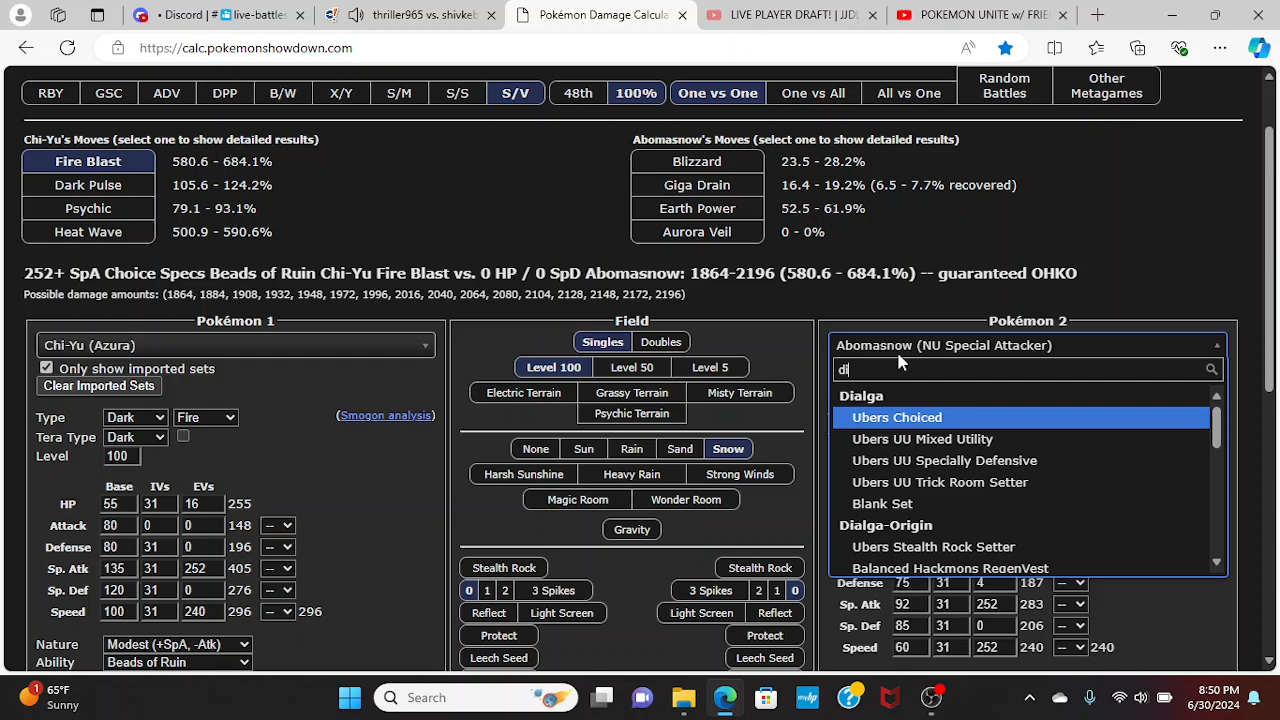 Discord | # live-battles
thriller965 vs. shivkeb
Pokémon Damage Calcula
LIVE PLAYER DRAFT! |JDL
POKEMON UNITE w/ FRIE
https://calc.pokemonshowdown.com
RBY GSC ADV DPP B/W X/Y S/M S/S S/V 48th 100% One vs One One vs All All vs One Random Battles Other Metagames
Chi-Yu's Moves (select one to show detailed results)
Fire Blast 580.6 - 684.1%
Dark Pulse 105.6 - 124.2%
Psychic 79.1 - 93.1%
Heat Wave 500.9 - 590.6%
Abomasnow's Moves (select one to show detailed results)
Blizzard 23.5 - 28.2%
Giga Drain 16.4 - 19.2% (6.5 - 7.7% recovered)
Earth Power 52.5 - 61.9%
Aurora Veil 0 - 0%
252+ SpA Choice Specs Beads of Ruin Chi-Yu Fire Blast vs. 0 HP / 0 SpD Abomasnow: 1864-2196 (580.6 - 684.1%) -- guaranteed OHKO
Possible damage amounts: (1864, 1884, 1908, 1932, 1948, 1972, 1996, 2016, 2040, 2064, 2080, 2104, 2128, 2148, 2172, 2196)
Pokémon 1
Chi-Yu (Azura)
Only show imported sets
Clear Imported Sets
Type Dark Fire (Smogon analysis)
Tera Type Dark
Level 100
Base IVs EVs
HP 55 31 16 255
Attack 80 0 0 148 --
Defense 80 31 0 196 --
Sp. Atk 135 31 252 405 --
Sp. Def 120 31 0 276 --
Speed 100 31 240 296 -- 296
Nature Modest (+SpA, -Atk)
Ability Beads of Ruin
Field
Singles Doubles
Level 100 Level 50 Level 5
Electric Terrain Grassy Terrain Misty Terrain
Psychic Terrain
None Sun Rain Sand Snow
Harsh Sunshine Heavy Rain Strong Winds
Magic Room Wonder Room
Gravity
Stealth Rock Stealth Rock
0 1 2 3 Spikes 3 Spikes 2 1 0
Reflect Light Screen Light Screen Reflect
Protect Protect
Leech Seed Leech Seed
Pokémon 2
Abomasnow (NU Special Attacker)
di
Dialga
Ubers Choiced
Ubers UU Mixed Utility
Ubers UU Specially Defensive
Ubers UU Trick Room Setter
Blank Set
Dialga-Origin
Ubers Stealth Rock Setter
Balanced Hackmons RegenVest
Defense 75 31 4 187 --
Sp. Atk 92 31 252 283 --
Sp. Def 85 31 0 206 --
Speed 60 31 252 240 -- 240
1
65°F
Sunny
Search
8:50 PM
6/30/2024